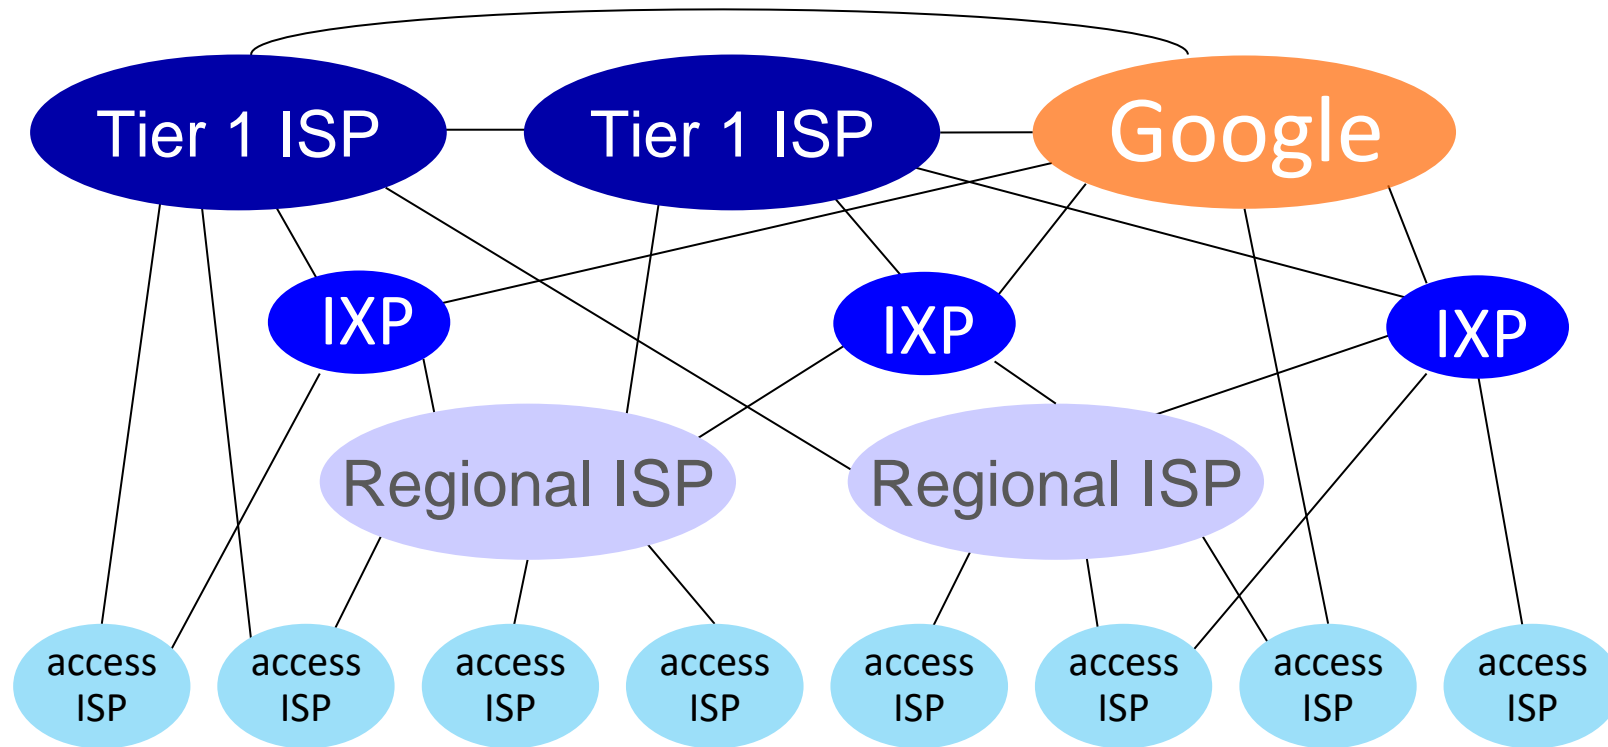 Tier 1 ISP
Tier 1 ISP
Google
IXP
IXP
IXP
Regional ISP
Regional ISP
access
ISP
access
ISP
access
ISP
access
ISP
access
ISP
access
ISP
access
ISP
access
ISP